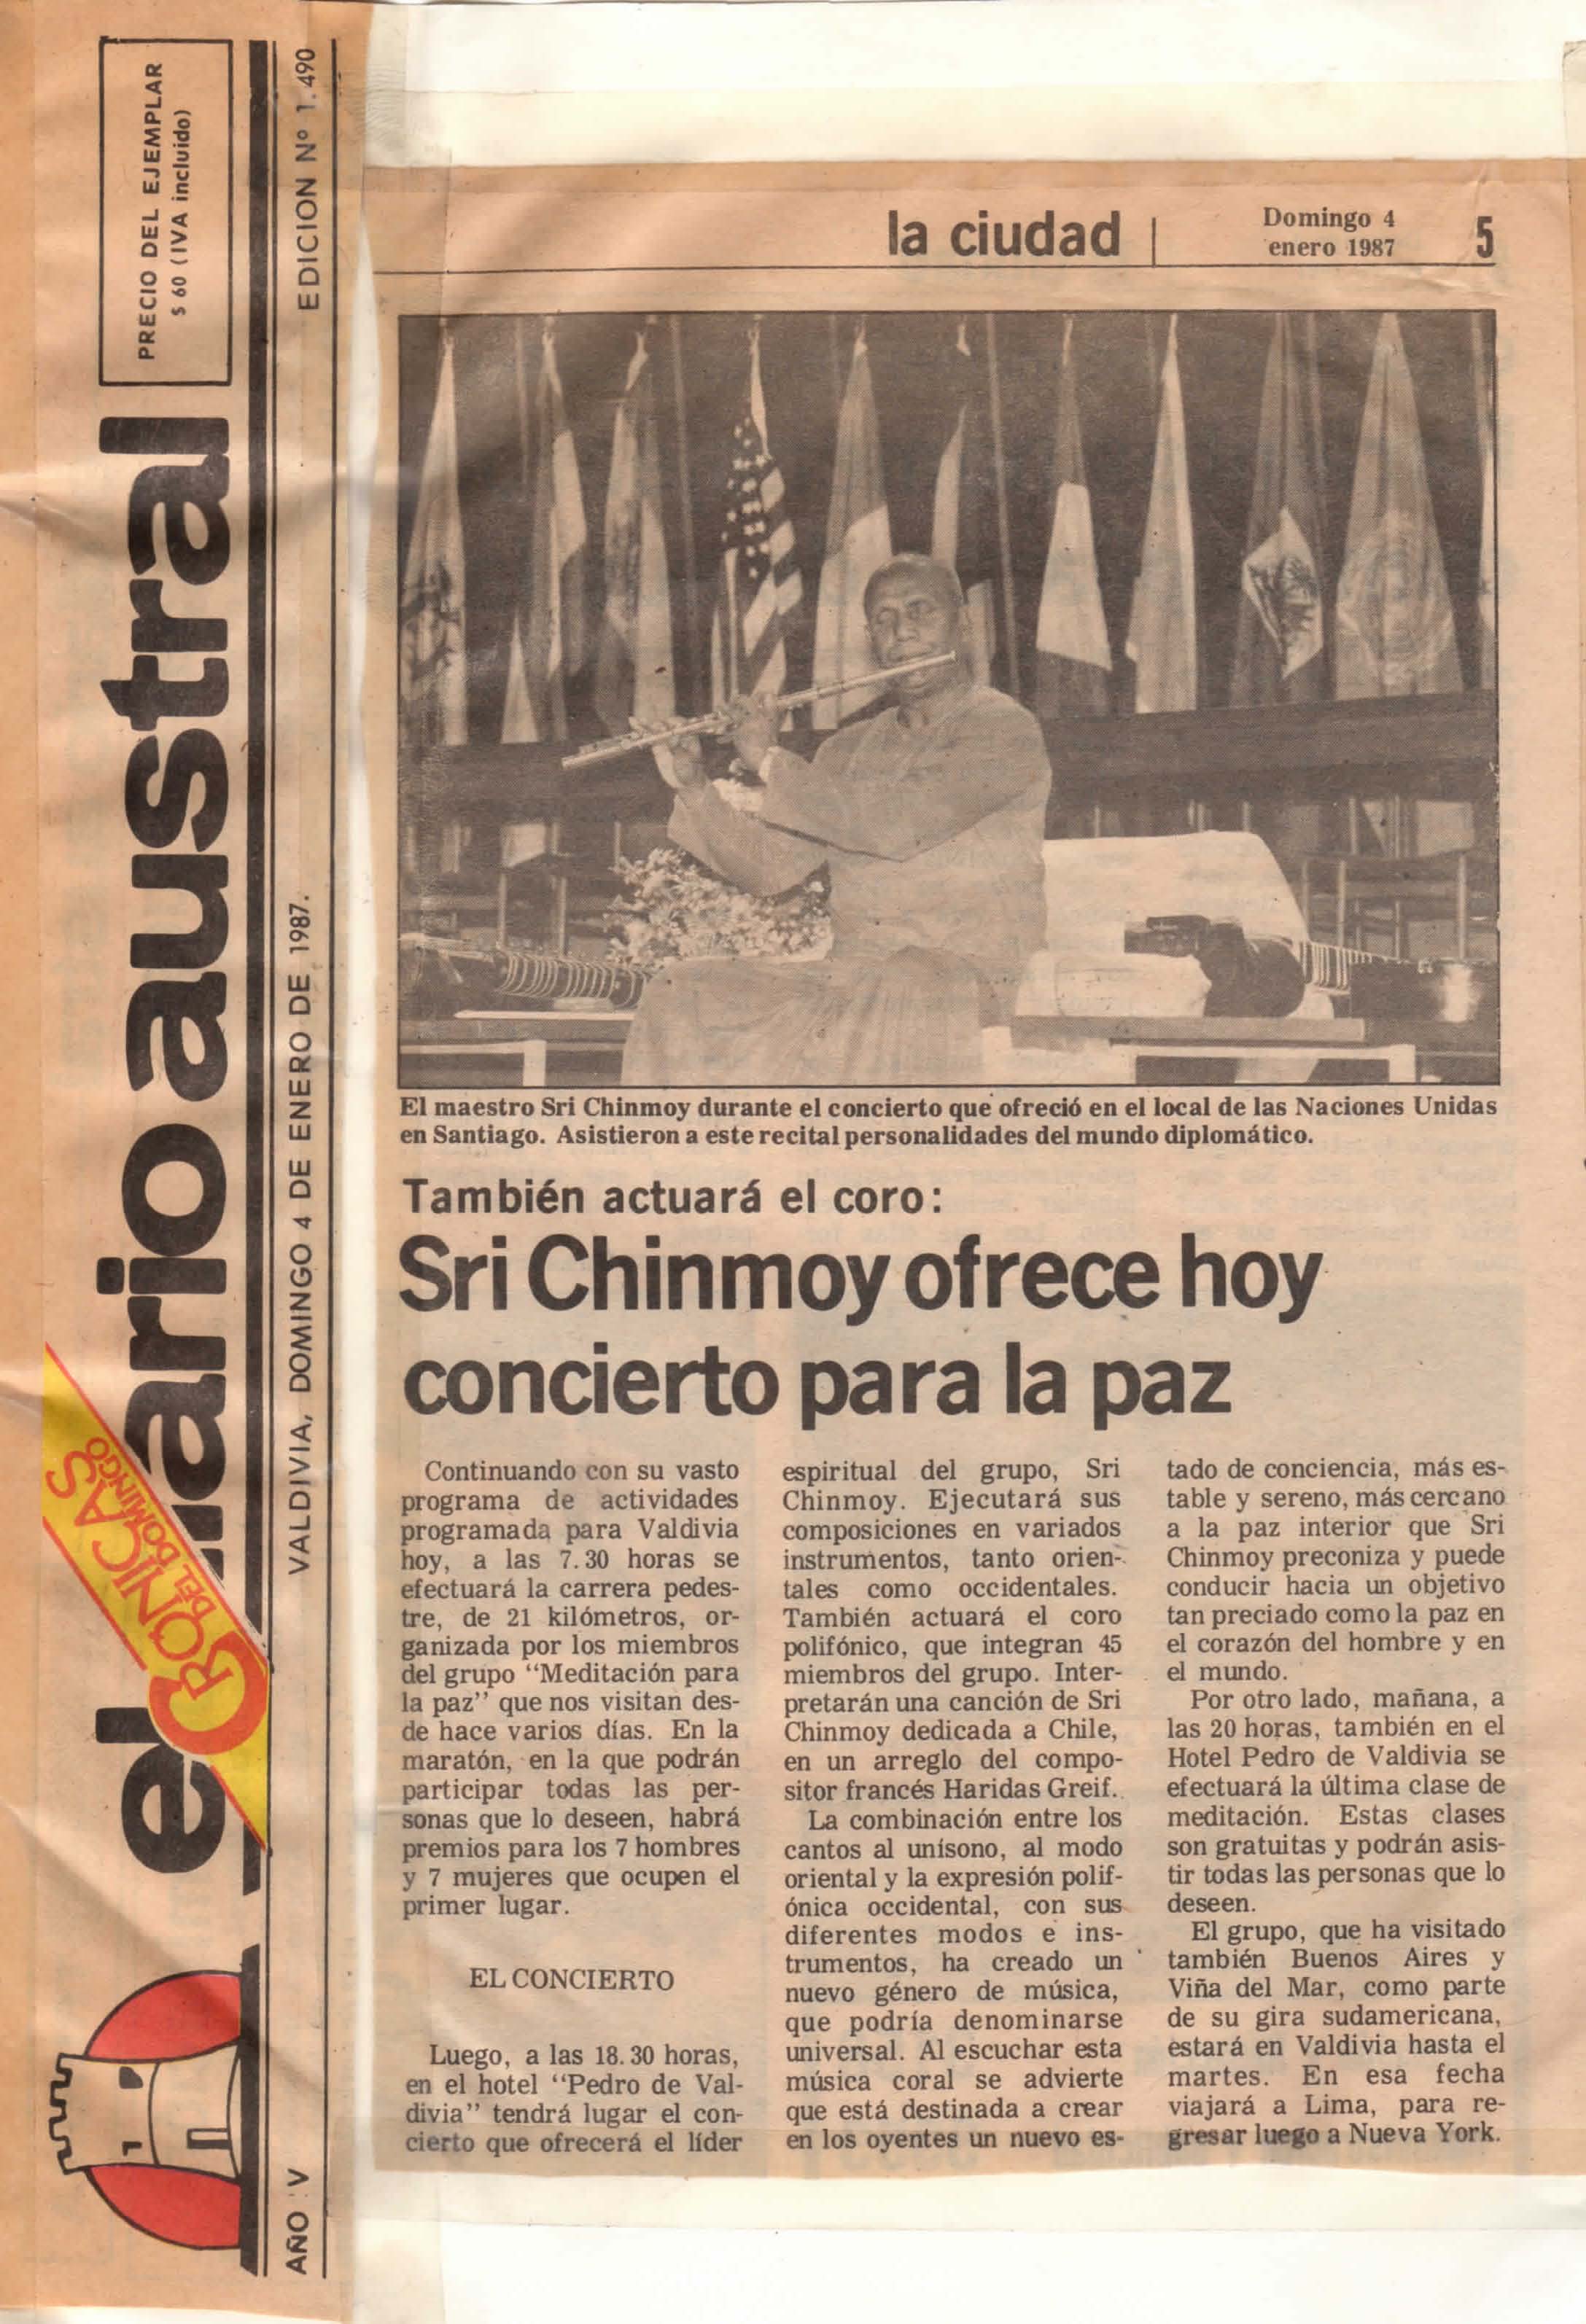 PRECIO DEL EJEMPLAR
$ 60 (IVA incluido)
el diario austral
CRONICAS
DEL DOMINGO
AÑO V
VALDIVIA, DOMINGO 4 DE ENERO DE 1987.
EDICION Nº 1.490
la ciudad
Domingo 4
enero 1987
5
El maestro Sri Chinmoy durante el concierto que ofreció en el local de las Naciones Unidas
en Santiago. Asistieron a este recital personalidades del mundo diplomático.
También actuará el coro:
Sri Chinmoy ofrece hoy
concierto para la paz
Continuando con su vasto
programa de actividades
programada para Valdivia
hoy, a las 7.30 horas se
efectuará la carrera pedes-
tre, de 21 kilómetros, or-
ganizada por los miembros
del grupo "Meditación para
la paz" que nos visitan des-
de hace varios días. En la
maratón, en la que podrán
participar todas las per-
sonas que lo deseen, habrá
premios para los 7 hombres
y 7 mujeres que ocupen el
primer lugar.
EL CONCIERTO
Luego, a las 18.30 horas,
en el hotel "Pedro de Val-
divia" tendrá lugar el con-
cierto que ofrecerá el líder
espiritual del grupo, Sri
Chinmoy. Ejecutará sus
composiciones en variados
instrumentos, tanto orien-
tales como occidentales.
También actuará el coro
polifónico, que integran 45
miembros del grupo. Inter-
pretarán una canción de Sri
Chinmoy dedicada a Chile,
en un arreglo del compo-
sitor francés Haridas Greif.
La combinación entre los
cantos al unísono, al modo
oriental y la expresión polif-
ónica occidental, con sus
diferentes modos e ins-
trumentos, ha creado un
nuevo género de música,
que podría denominarse
universal. Al escuchar esta
música coral se advierte
que está destinada a crear
en los oyentes un nuevo es-
tado de conciencia, más es-
table y sereno, más cercano
a la paz interior que Sri
Chinmoy preconiza y puede
conducir hacia un objetivo
tan preciado como la paz en
el corazón del hombre y en
el mundo.
Por otro lado, mañana, a
las 20 horas, también en el
Hotel Pedro de Valdivia se
efectuará la última clase de
meditación. Estas clases
son gratuitas y podrán asis-
tir todas las personas que lo
deseen.
El grupo, que ha visitado
también Buenos Aires y
Viña del Mar, como parte
de su gira sudamericana,
estará en Valdivia hasta el
martes. En esa fecha
viajará a Lima, para re-
gresar luego a Nueva York.